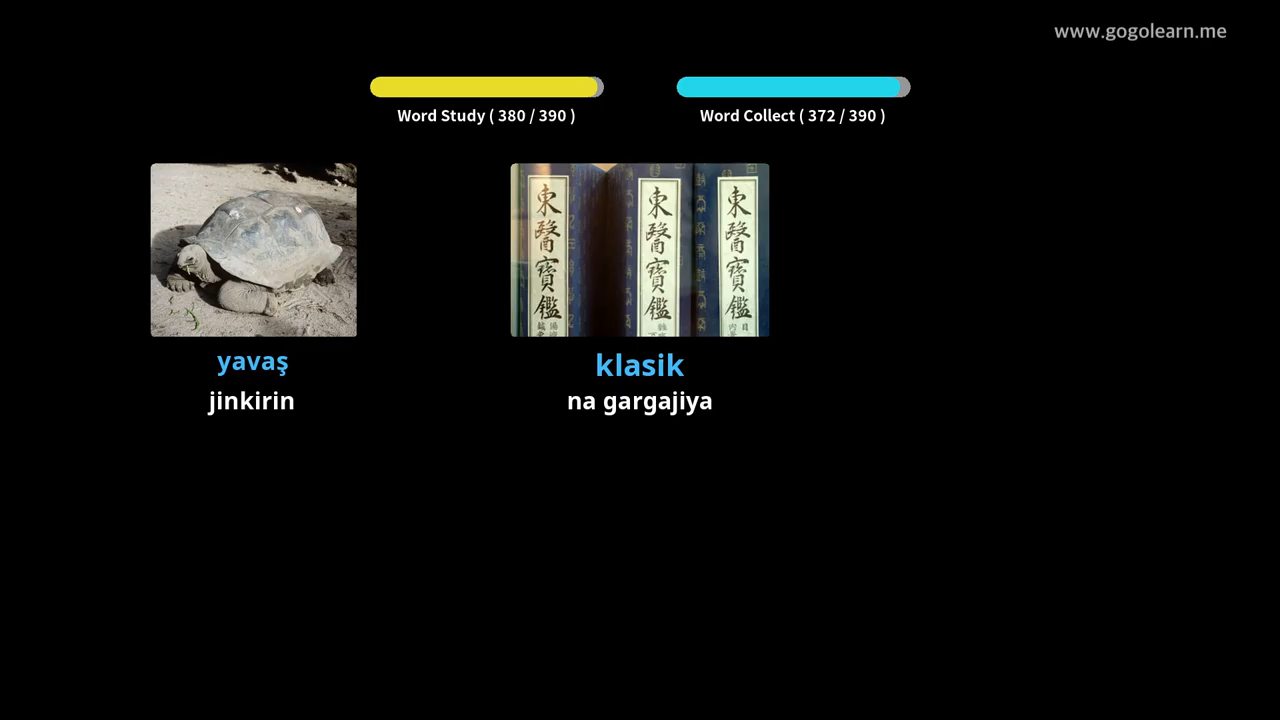 www.gogolearn.me
Word Study ( 380 / 390 )
Word Collect ( 372 / 390 )
東醫寶鑑
東醫寶鑑
東醫寶鑑
yavaş
jinkirin
klasik
na gargajiya